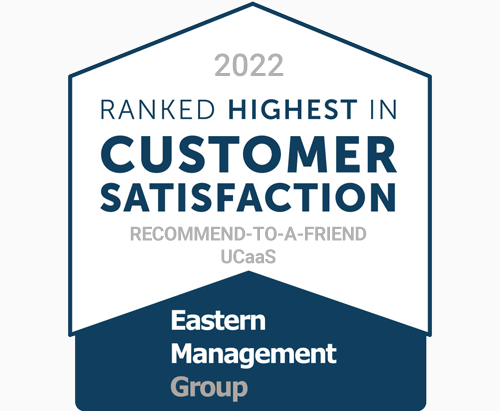 2022
RANKED HIGHEST IN
CUSTOMER
SATISFACTION
RECOMMEND-TO-A-FRIEND
UCaaS
Eastern
Management
Group